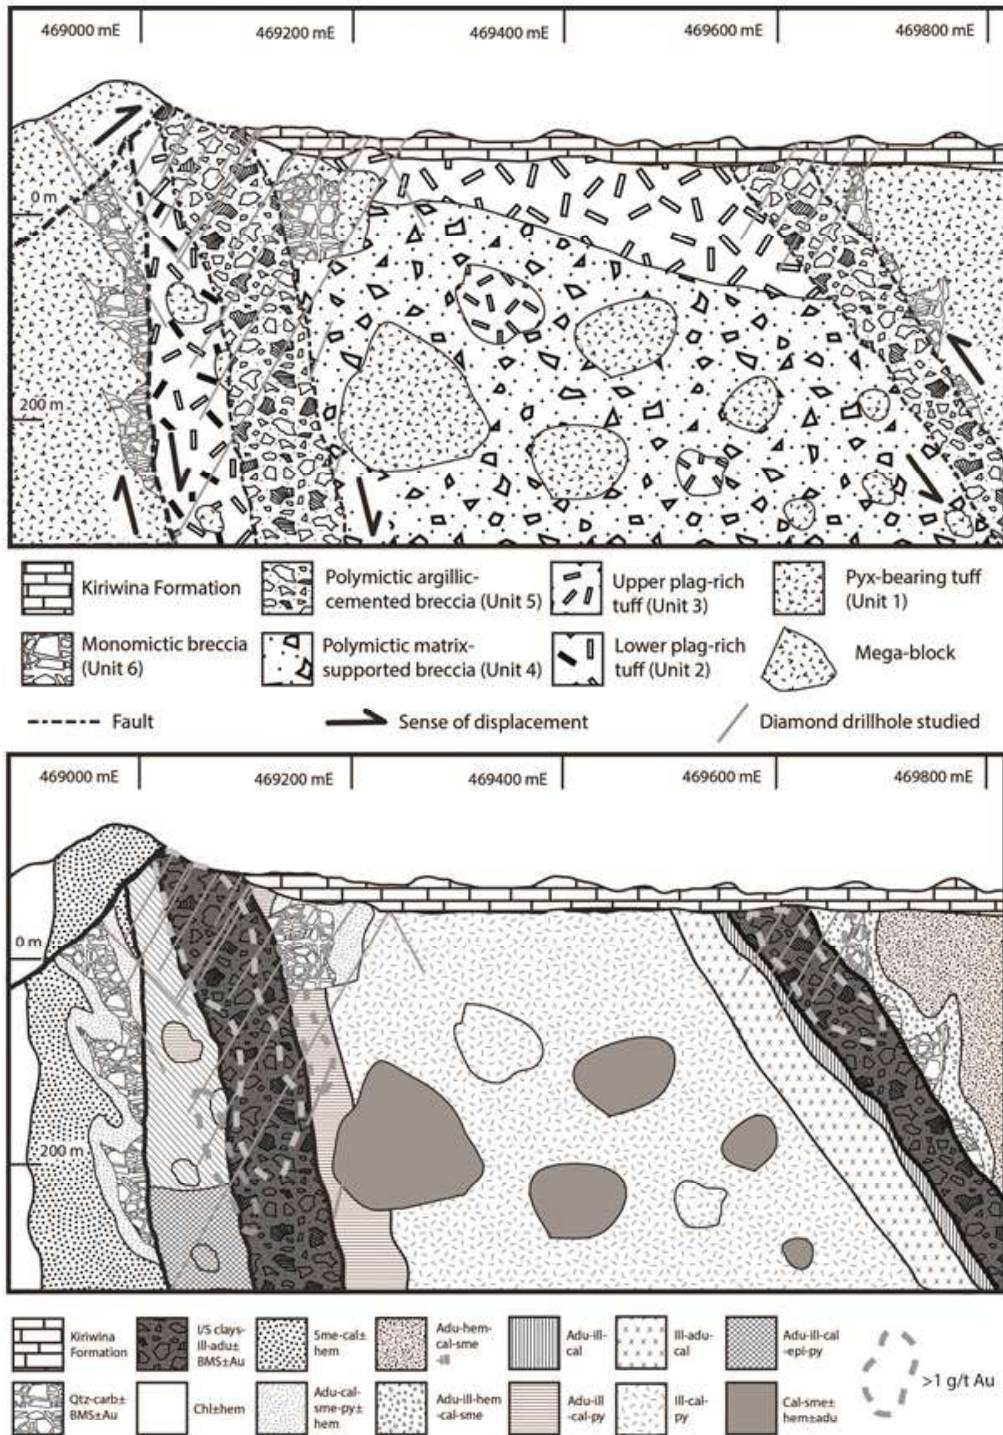 469000 mE 469200 mE 469400 mE 469600 mE 469800 mE
0 m
200 m
Kiriwina Formation
Polymictic argillic-
cemented breccia (Unit 5)
Upper plag-rich
tuff (Unit 3)
Pyx-bearing tuff
(Unit 1)
Monomictic breccia
(Unit 6)
Polymictic matrix-
supported breccia (Unit 4)
Lower plag-rich
tuff (Unit 2)
Mega-block
Fault
Sense of displacement
Diamond drillhole studied
469000 mE 469200 mE 469400 mE 469600 mE 469800 mE
0 m
200 m
Kiriwina
Formation
I/S clays-
Ill-adu±
BMS±Au
Sme-cal±
hem
Adu-hem-
cal-sme
-ill
Adu-ill-
cal
Ill-adu-
cal
Adu-ill-cal
-epi-py
>1 g/t Au
Qtz-carb±
BMS±Au
Chl±hem
Adu-cal-
sme-py±
hem
Adu-ill-hem
-cal-sme
Adu-ill
-cal-py
Ill-cal-
py
Cal-sme±
hem±adu